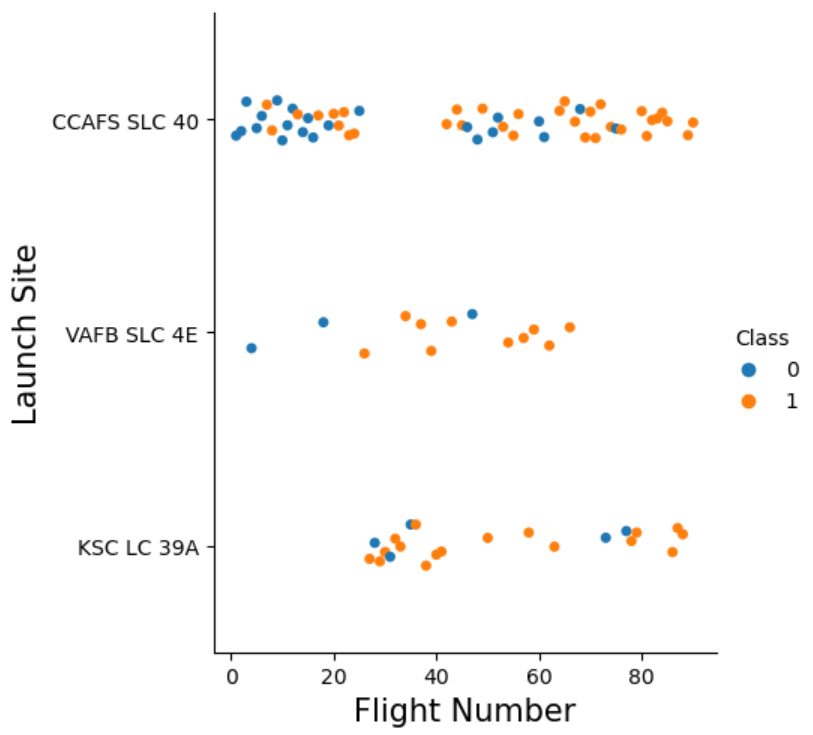 CCAFS SLC 40
VAFB SLC 4E
KSC LC 39A
Launch Site
0 20 40 60 80
Flight Number
Class
0
1